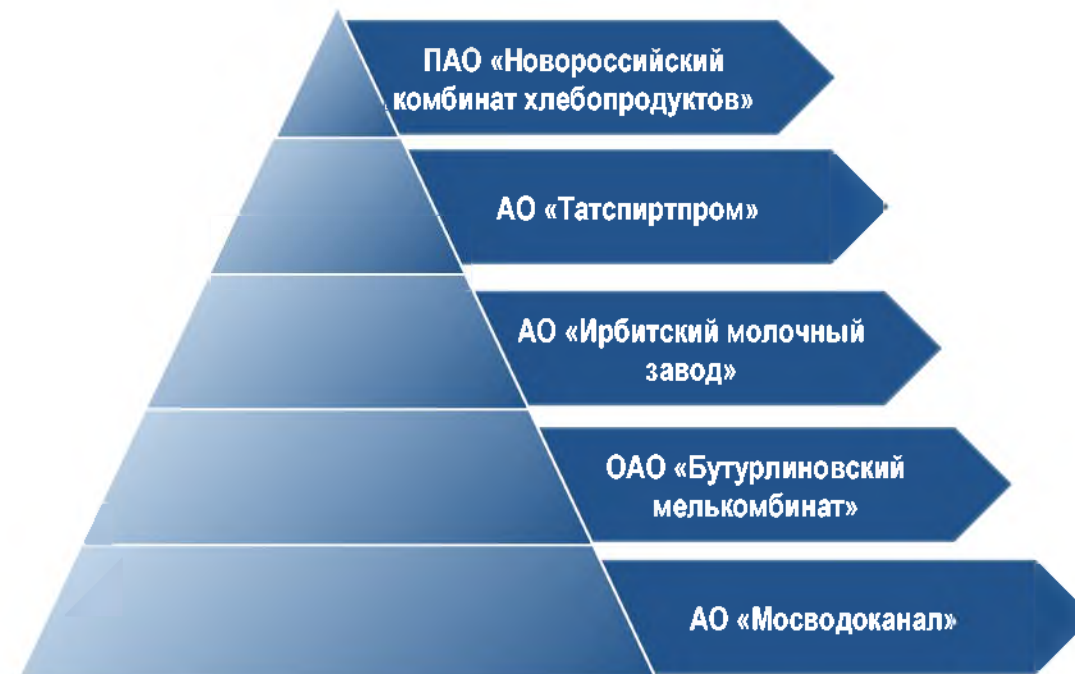 ПАО «Новороссийский
комбинат хлебопродуктов»
АО «Татспиртпром»
АО «Ирбитский молочный
завод»
ОАО «Бутурлиновский
мелькомбинат»
АО «Мосводоканал»